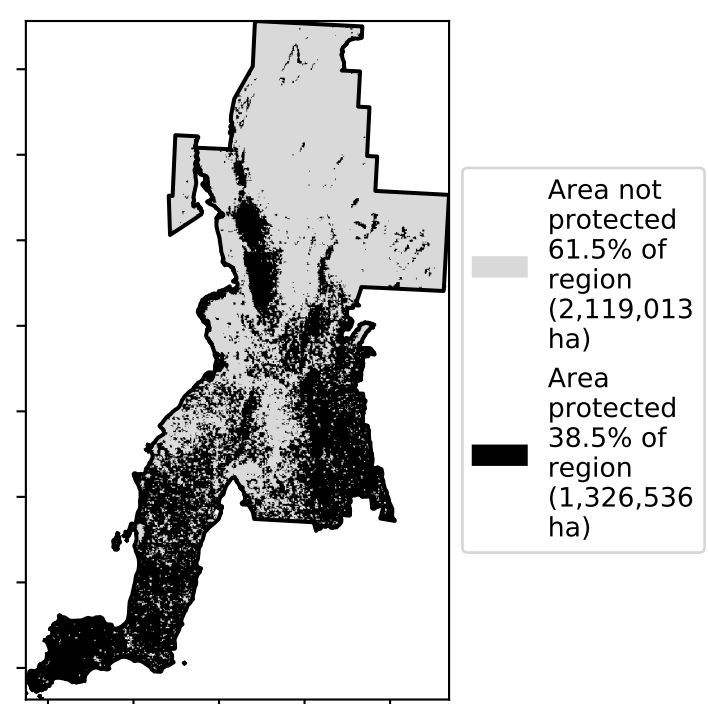 Area not
protected
61.5% of
region
(2,119,013
ha)
Area
protected
38.5% of
region
(1,326,536
ha)